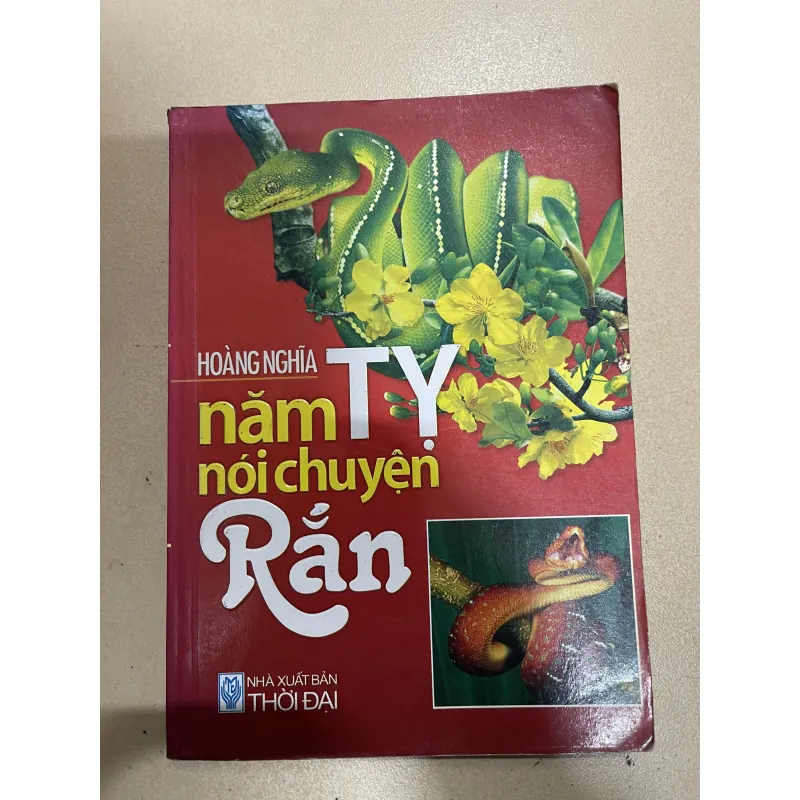 HOÀNG NGHĨA
năm TỴ
nói chuyện
Rắn
NHÀ XUẤT BẢN
THỜI ĐẠI